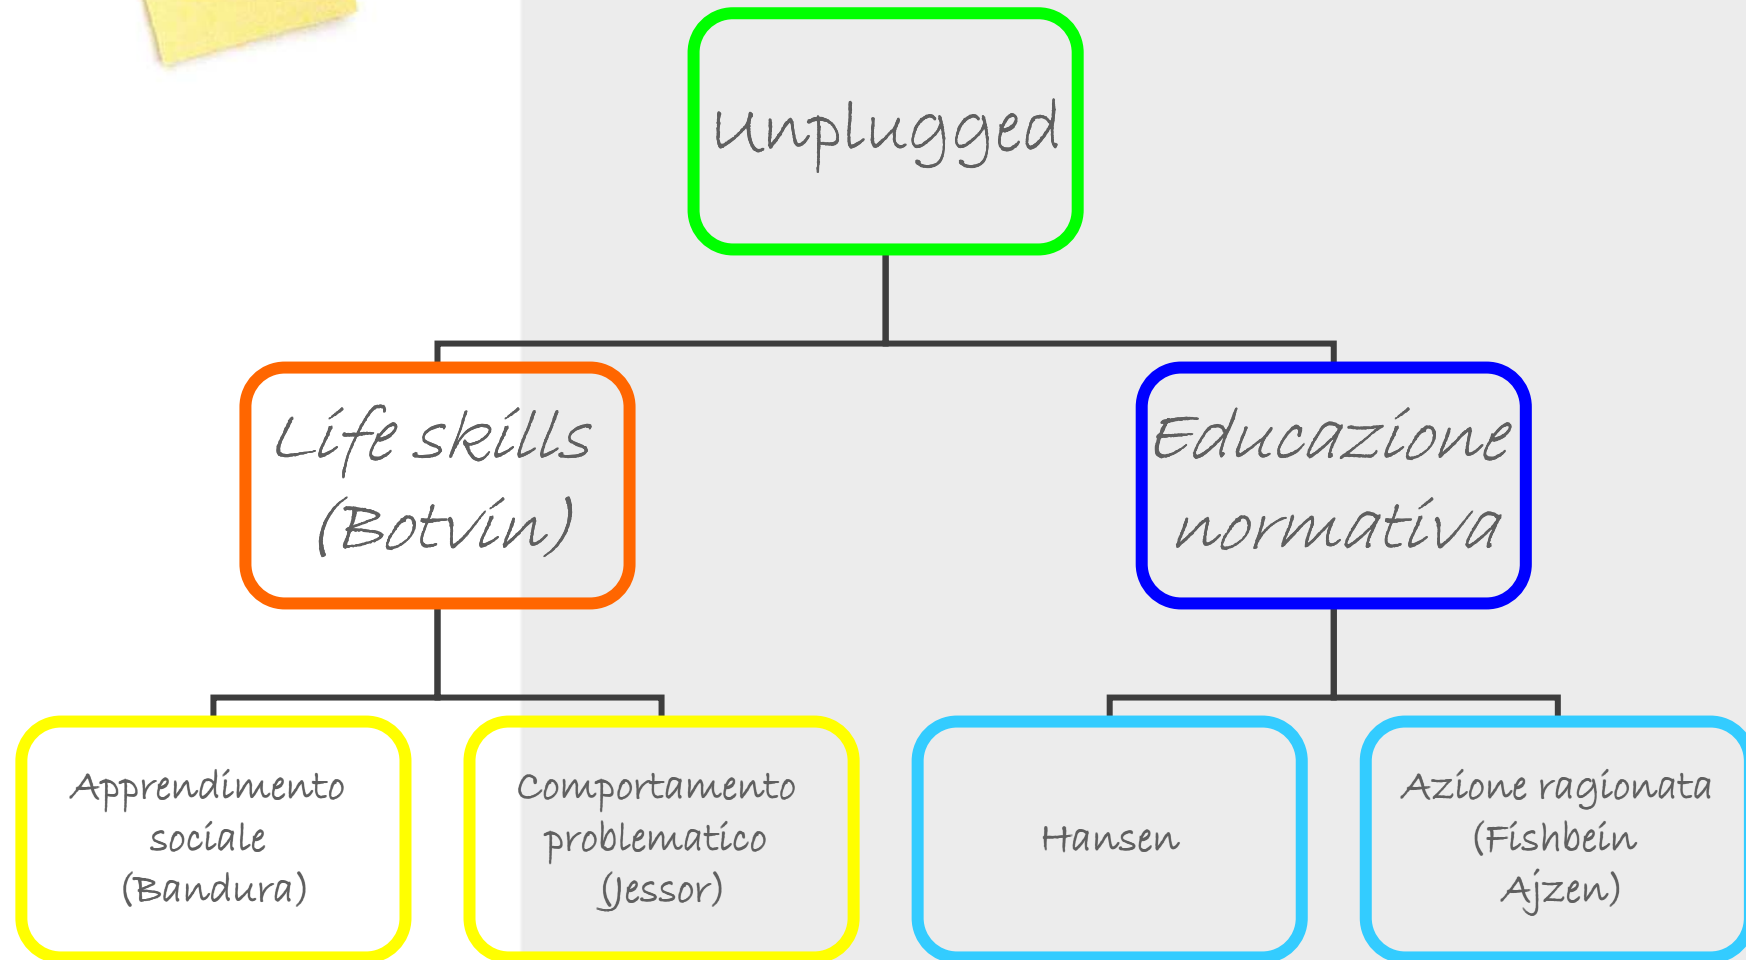 Unplugged
Life skills
(Botvin)
Educazione
normativa
Apprendimento
sociale
(Bandura)
Comportamento
problematico
(Jessor)
Hansen
Azione ragionata
(Fishbein
Ajzen)